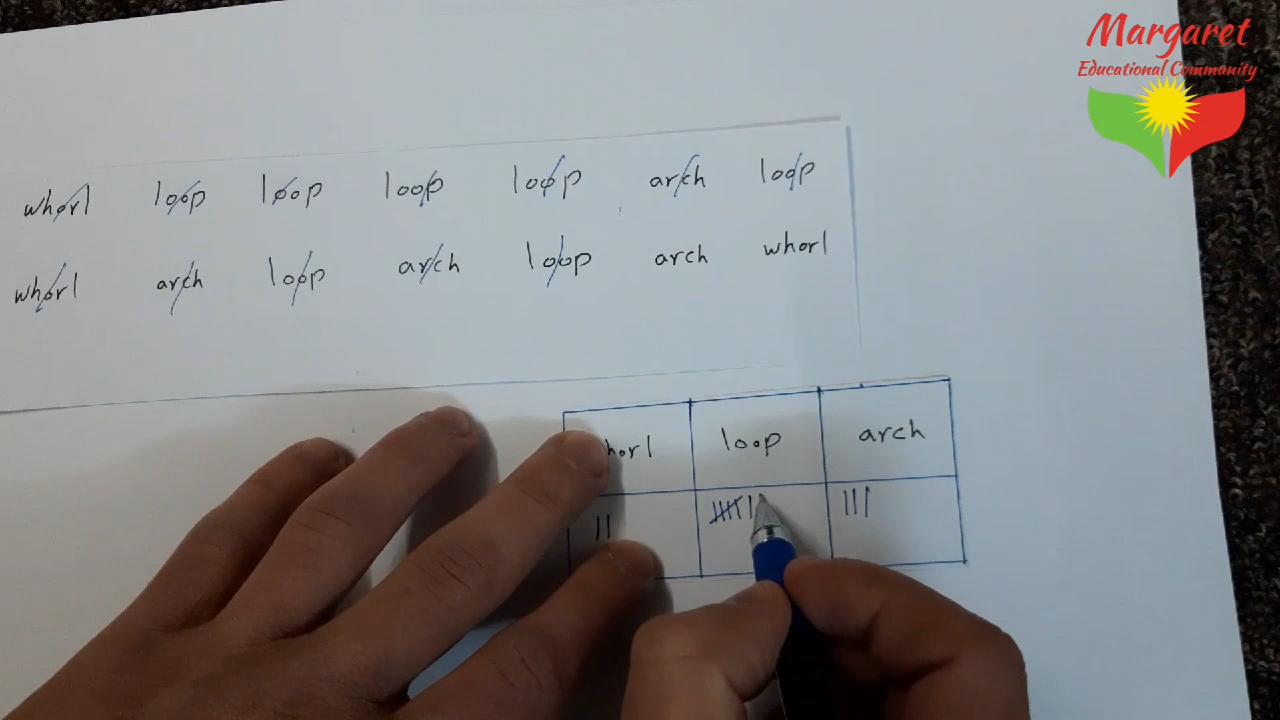 Margaret
Educational Community
whorl loop loop loop loop arch loop
whorl arch loop arch loop arch whorl
loop arch